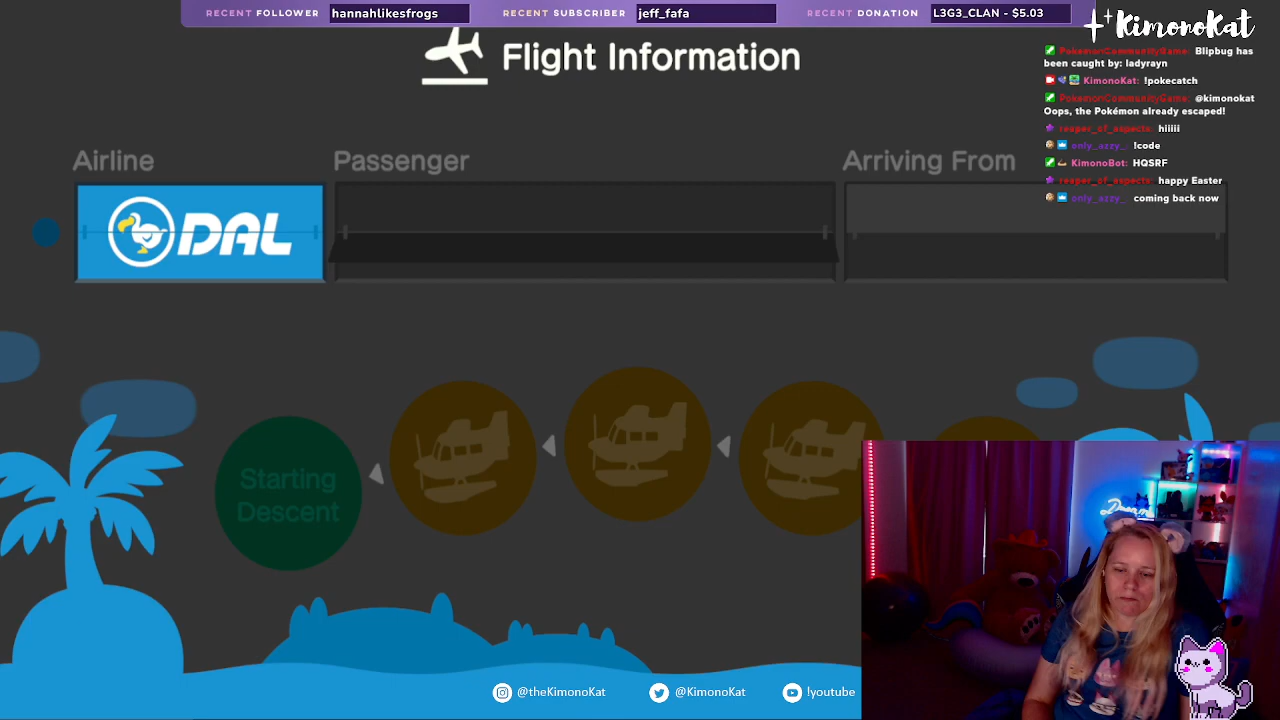 RECENT FOLLOWER hannahlikesfrogs RECENT SUBSCRIBER jeff_fafa RECENT DONATION L3G3_CLAN - $5.03
KimonoKat
Flight Information
PokemonCommunityGame: Blipbug has
been caught by: ladyrayn
KimonoKat: !pokecatch
PokemonCommunityGame: @kimonokat
Oops, the Pokémon already escaped!
reaper_of_aspects: hiiiii
only_azzy_: !code
KimonoBot: HQSRF
reaper_of_aspects: happy Easter
only_azzy_ coming back now
Airline Passenger Arriving From
DAL
Starting
Descent
@theKimonoKat @KimonoKat !youtube